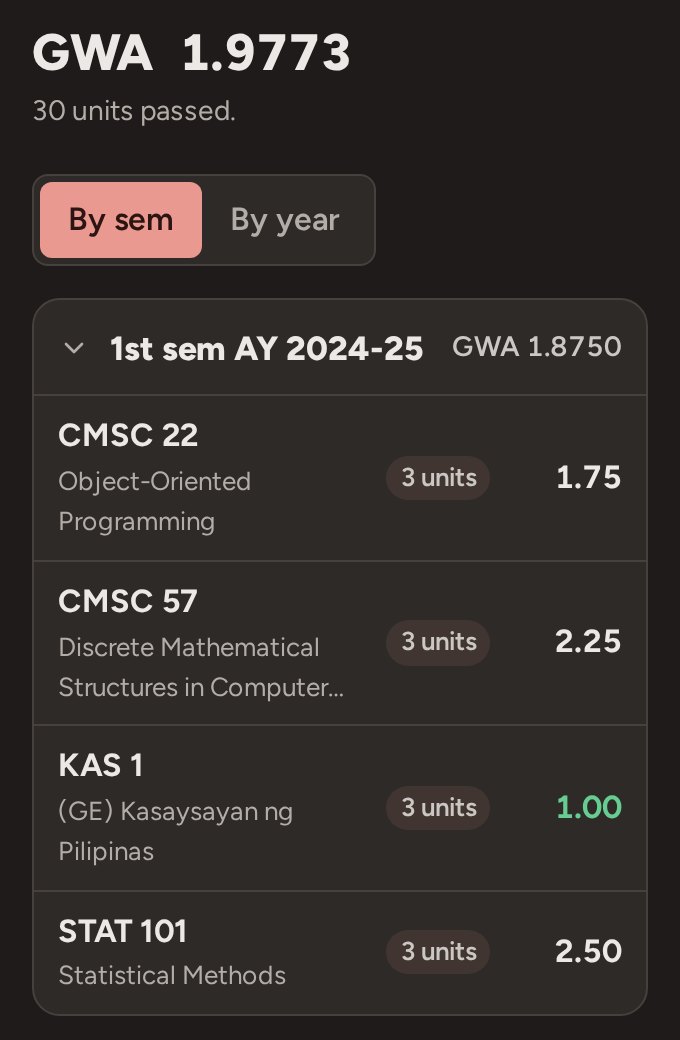 GWA 1.9773
30 units passed.
By sem By year
1st sem AY 2024-25 GWA 1.8750
CMSC 22
Object-Oriented
Programming
3 units 1.75
CMSC 57
Discrete Mathematical
Structures in Computer...
3 units 2.25
KAS 1
(GE) Kasaysayan ng
Pilipinas
3 units 1.00
STAT 101
Statistical Methods
3 units 2.50